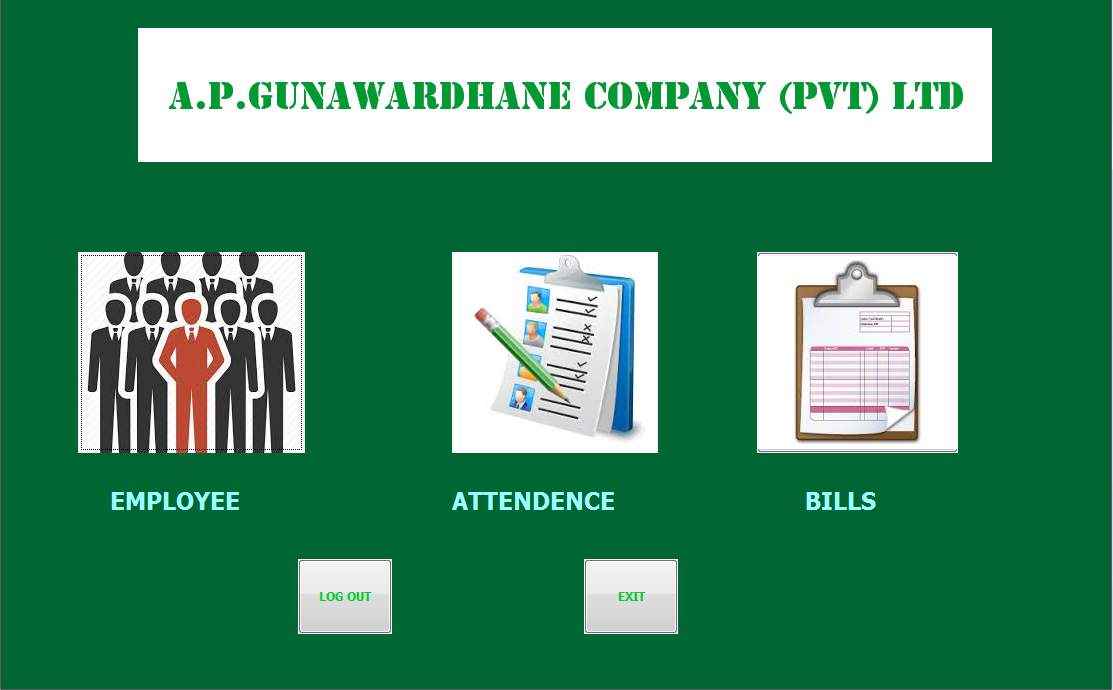 A.P.GUNAWARDHANE COMPANY (PVT) LTD
EMPLOYEE
ATTENDENCE
BILLS
LOG OUT
EXIT